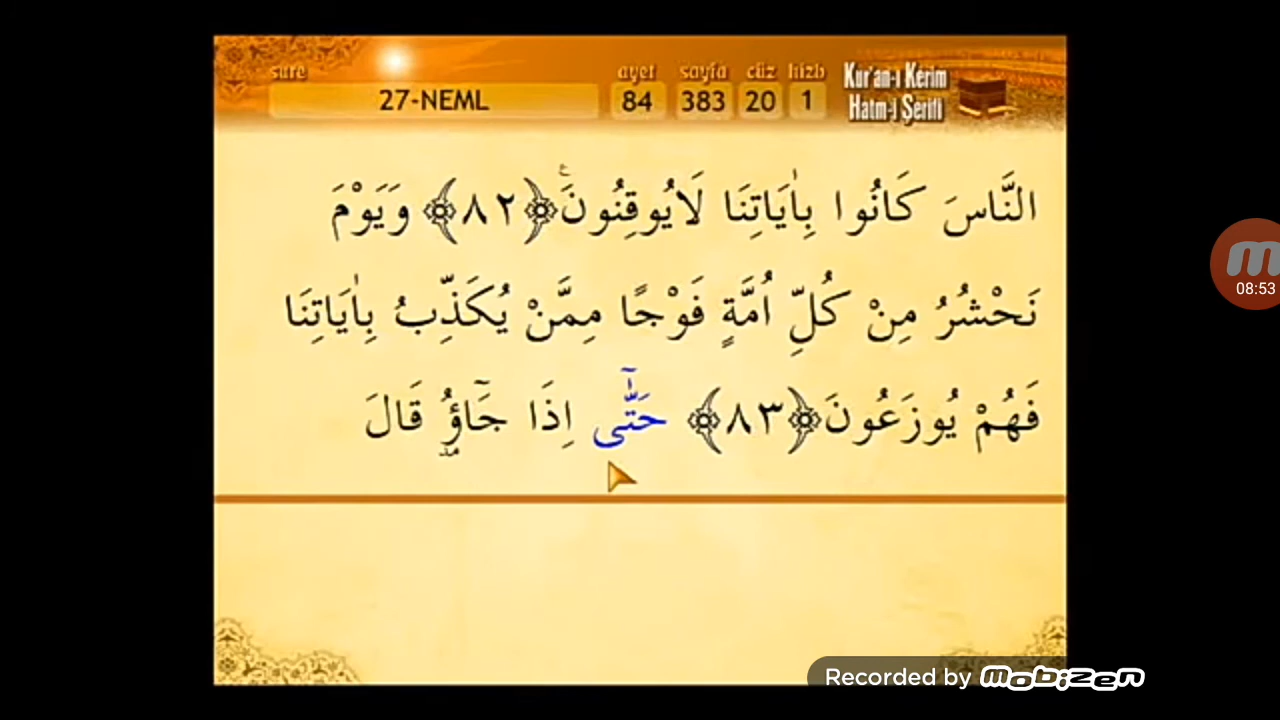 sure ayet sayfa cüz hizb
27-NEML 84 383 20 1
Kur'an-ı Kerim
Hatm-i Şerifi
النَّاسَ كَانُوا بِاٰيَاتِنَا لَايُوقِنُونَ ۚ ﴿٨٢﴾ وَيَوْمَ
نَحْشُرُ مِنْ كُلِّ اُمَّةٍ فَوْجًا مِمَّنْ يُكَذِّبُ بِاٰيَاتِنَا
فَهُمْ يُوزَعُونَ ﴿٨٣﴾ حَتّٰٓى اِذَا جَٓاؤُ۫ قَالَ
08:53
Recorded by Mobizen